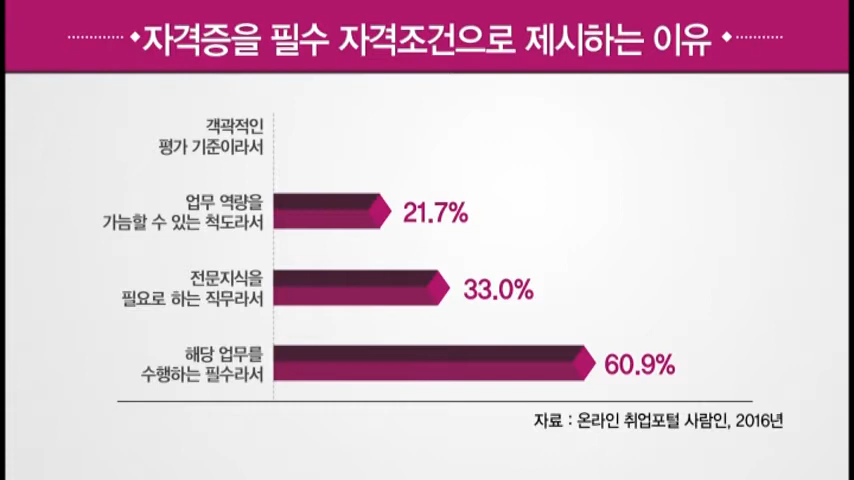 자격증을 필수 자격조건으로 제시하는 이유
객곽적인
평가 기준이라서
업무 역량을
가늠할 수 있는 척도라서
21.7%
전문지식을
필요로 하는 직무라서
33.0%
해당 업무를
수행하는 필수라서
60.9%
자료 : 온라인 취업포털 사람인, 2016년